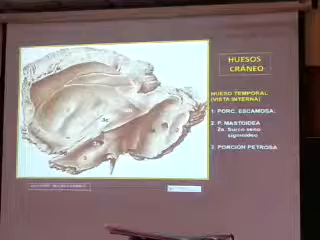 HUESOS
CRÁNEO
HUESO TEMPORAL
(VISTA INTERNA)
1. PORC. ESCAMOSA:
2. P. MASTOIDEA
2a. Surco seno
sigmoideo
3. PORCIÓN PETROSA